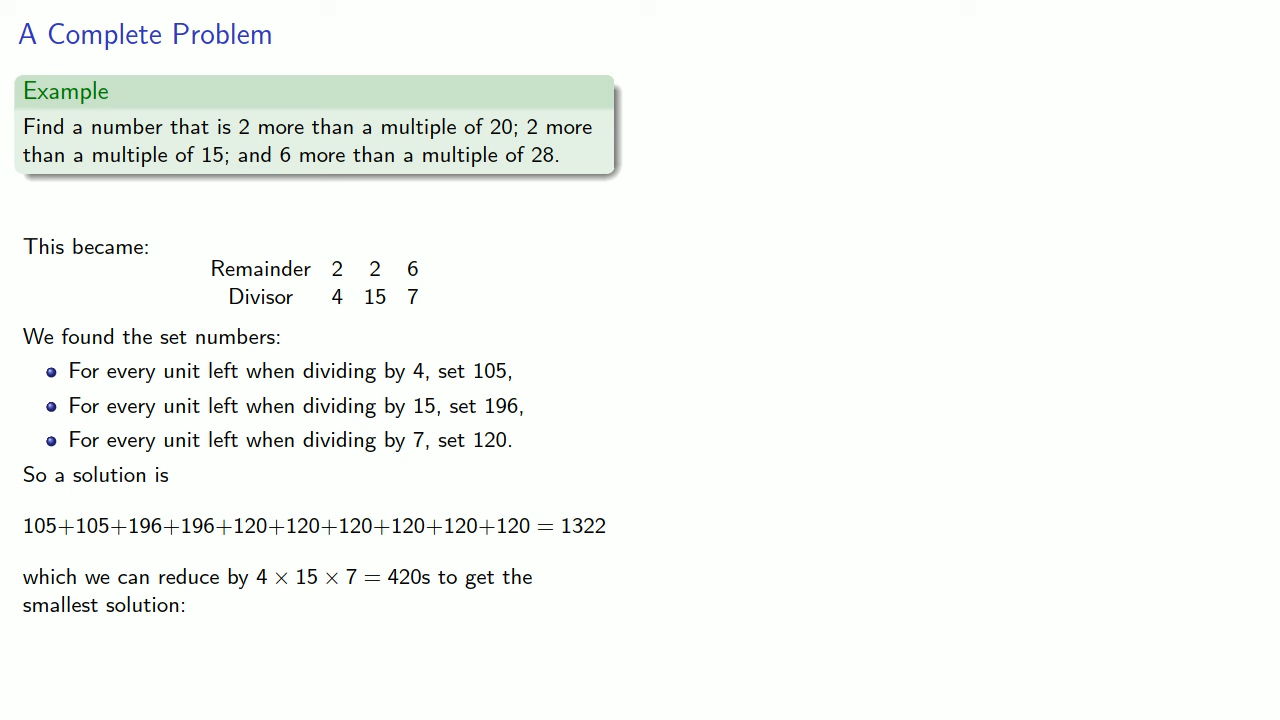 A Complete Problem
Example
Find a number that is 2 more than a multiple of 20; 2 more
than a multiple of 15; and 6 more than a multiple of 28.
This became:
Remainder 2 2 6
Divisor 4 15 7
We found the set numbers:
For every unit left when dividing by 4, set 105,
For every unit left when dividing by 15, set 196,
For every unit left when dividing by 7, set 120.
So a solution is
105+105+196+196+120+120+120+120+120+120 = 1322
which we can reduce by 4 × 15 × 7 = 420s to get the
smallest solution: